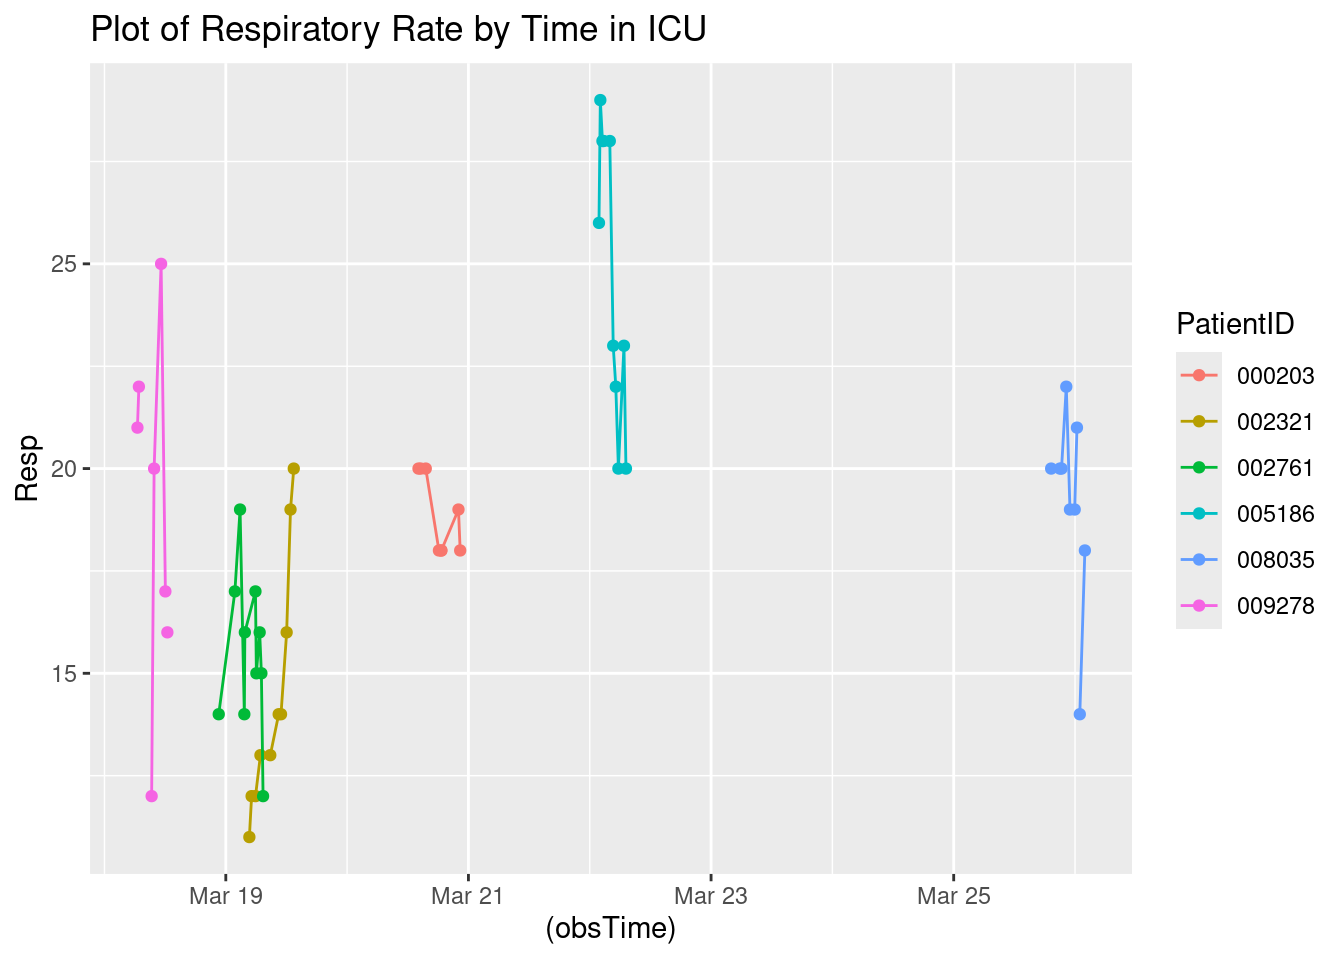 Plot of Respiratory Rate by Time in ICU
Resp
25
20
15
Mar 19
Mar 21
Mar 23
Mar 25
(obsTime)
PatientID
000203
002321
002761
005186
008035
009278